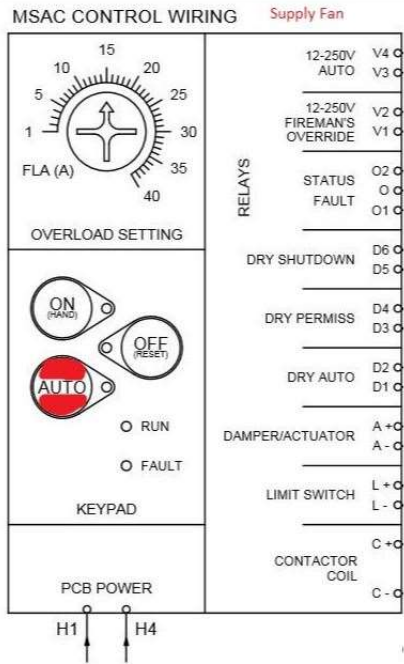 MSAC CONTROL WIRING
Supply Fan
15
10
20
5
25
1
30
35
FLA (A)
40
OVERLOAD SETTING
ON
(HAND)
OFF
(RESET)
AUTO
RUN
FAULT
KEYPAD
PCB POWER
H1
H4
RELAYS
12-250V
AUTO
V4
V3
12-250V
FIREMAN'S
OVERRIDE
V2
V1
STATUS
FAULT
O2
O
O1
DRY SHUTDOWN
D6
D5
DRY PERMISS
D4
D3
DRY AUTO
D2
D1
DAMPER/ACTUATOR
A +
A -
LIMIT SWITCH
L +
L -
CONTACTOR
COIL
C +
C -